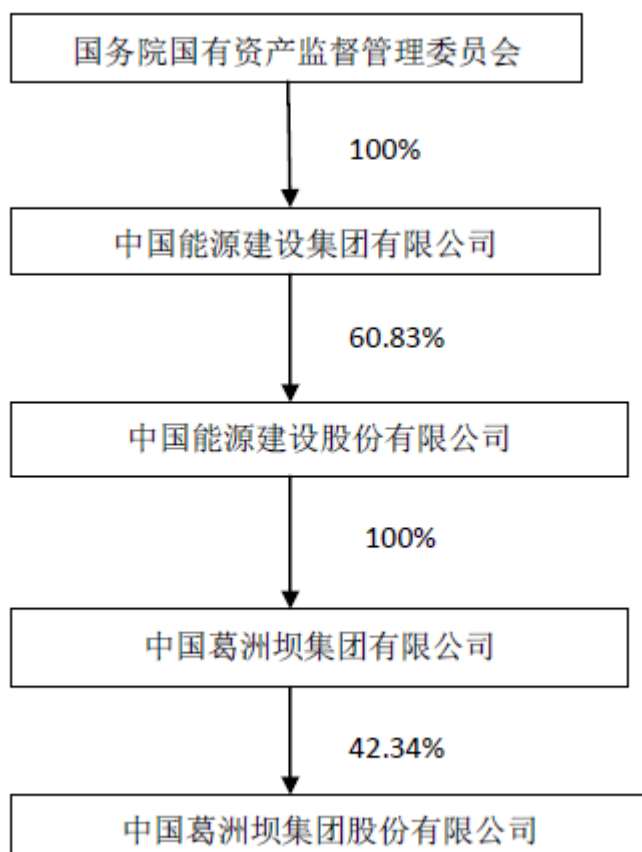 国务院国有资产监督管理委员会
100%
中国能源建设集团有限公司
60.83%
中国能源建设股份有限公司
100%
中国葛洲坝集团有限公司
42.34%
中国葛洲坝集团股份有限公司